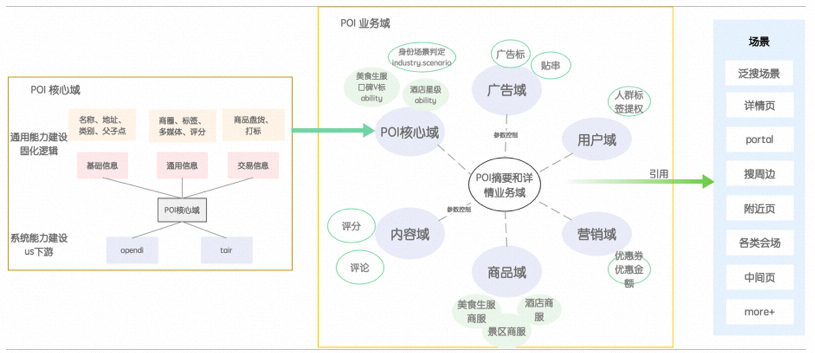 POI 核心域
名称、地址、
类别、父子点
商圈、标签、
多媒体、评分
商品盘货、
打标
通用能力建设
固化逻辑
基础信息
通用信息
交易信息
POI核心域
系统能力建设
us下游
opendi
tair
POI 业务域
身份场景判定
industry.scenario
美食生服
口碑V标
ability
酒店星级
ability
POI核心域
广告标
贴串
广告域
参数控制
人群标
签提权
用户域
POI摘要和详
情业务域
参数控制
评分
内容域
评论
商品域
美食生服
商服
酒店商
服
景区商服
营销域
优惠券
优惠金
额
引用
场景
泛搜场景
详情页
portal
搜周边
附近页
各类会场
中间页
more+